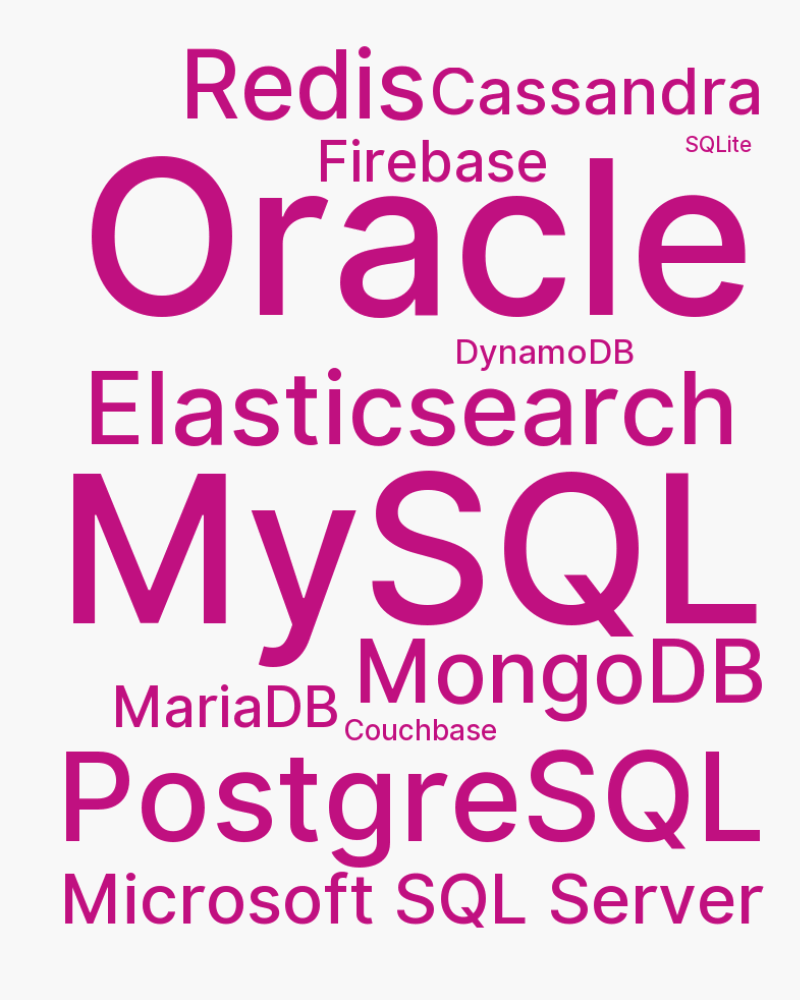 Redis Cassandra
Firebase SQLite
Oracle
DynamoDB
Elasticsearch
MySQL
MongoDB
MariaDB
Couchbase
PostgreSQL
Microsoft SQL Server